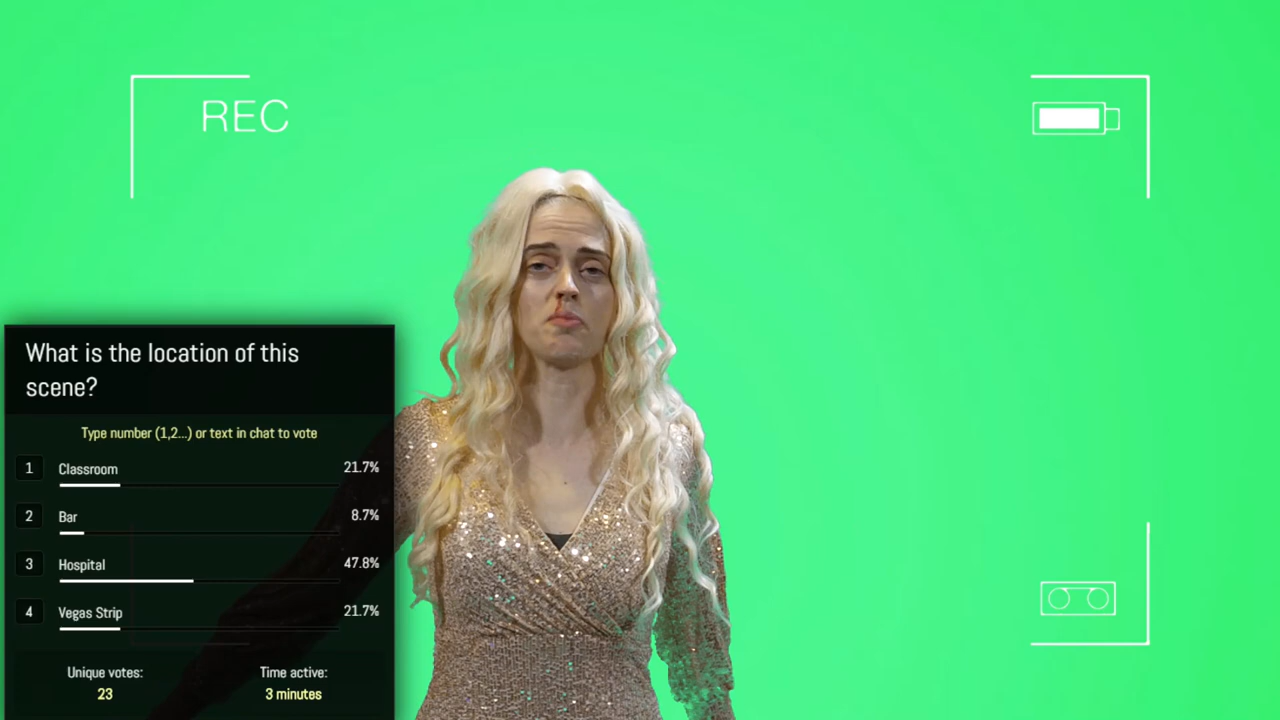 REC
What is the location of this
scene?
Type number (1,2...) or text in chat to vote
1 Classroom 21.7%
2 Bar 8.7%
3 Hospital 47.8%
4 Vegas Strip 21.7%
Unique votes: Time active:
23 3 minutes